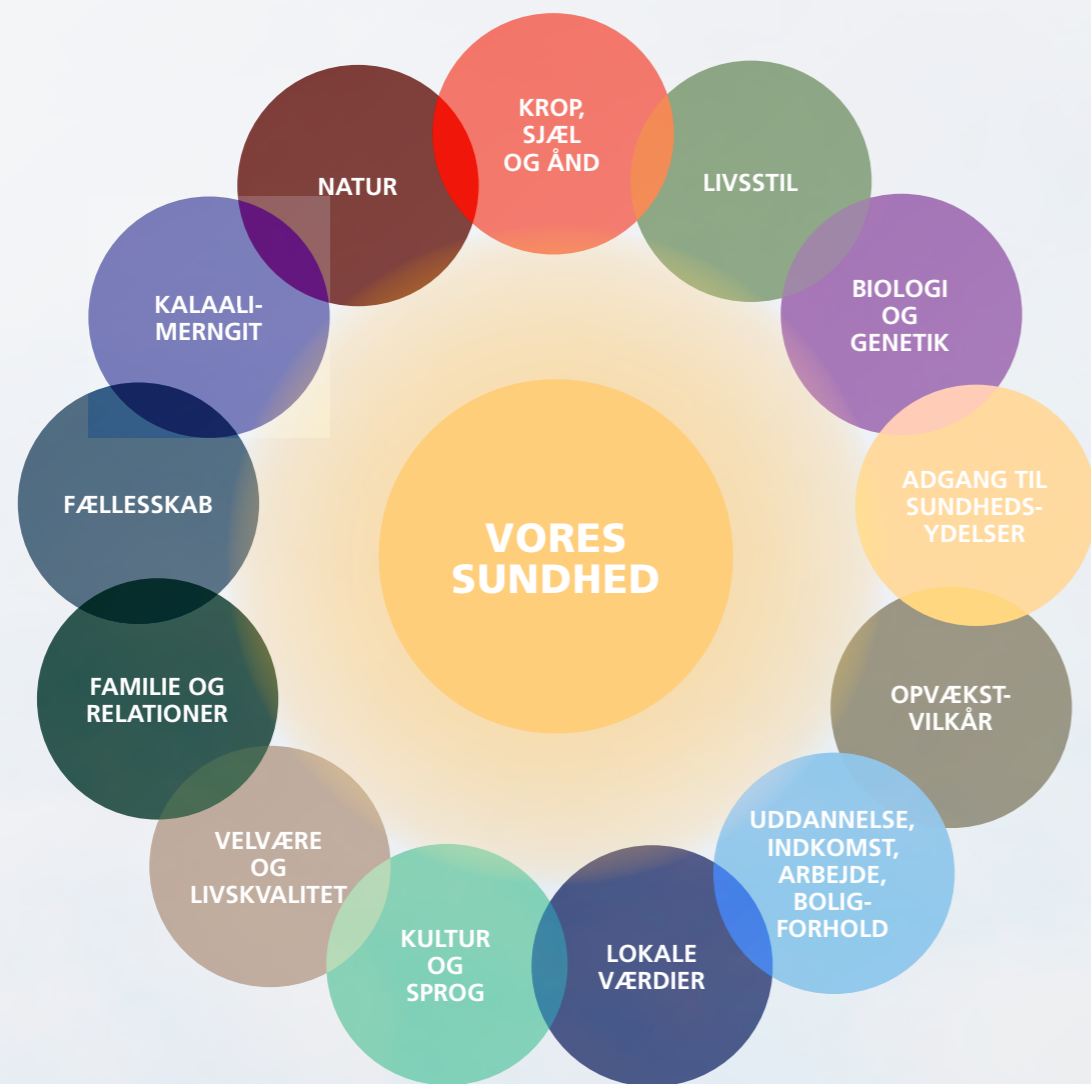 KROP,
SJÆL
OG ÅND
LIVSSTIL
BIOLOGI
OG
GENETIK
ADGANG TIL
SUNDHEDS-
YDELSER
OPVÆKST-
VILKÅR
UDDANNELSE,
INDKOMST,
ARBEJDE,
BOLIG-
FORHOLD
LOKALE
VÆRDIER
KULTUR
OG
SPROG
VELVÆRE
OG
LIVSKVALITET
FAMILIE OG
RELATIONER
FÆLLESSKAB
KALAALI-
MERNGIT
NATUR
VORES
SUNDHED